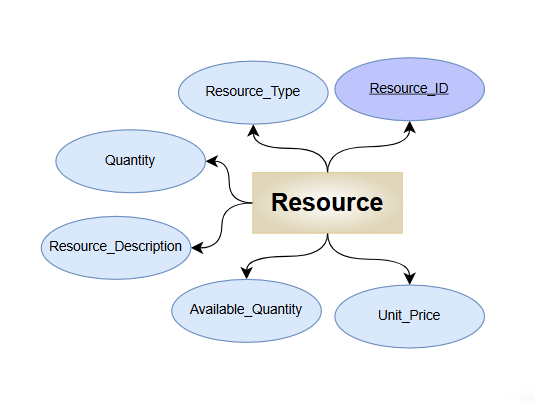 Resource_Type
Resource_ID
Quantity
Resource
Resource_Description
Available_Quantity
Unit_Price